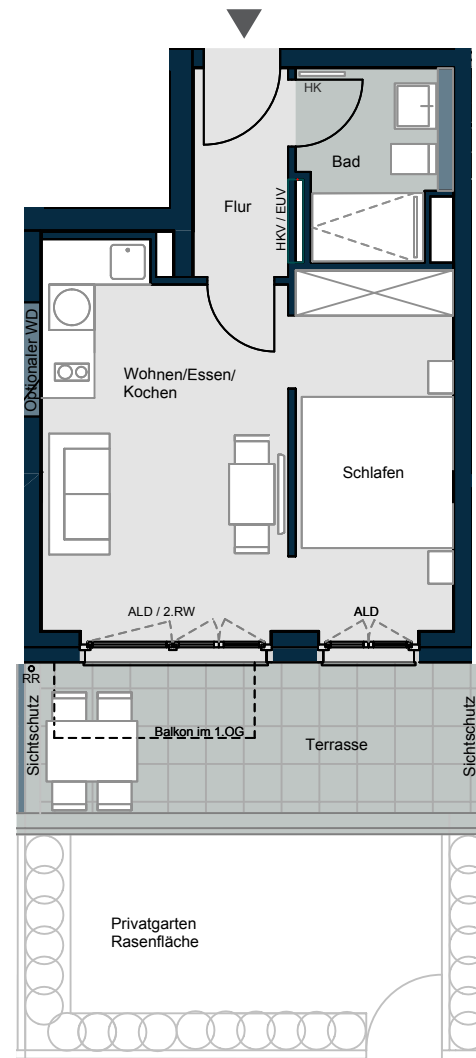 HK
Bad
Flur
HKV / EUV
Optionaler WD
Wohnen/Essen/
Kochen
Schlafen
ALD / 2.RW
ALD
RR
Sichtschutz
Balkon im 1.OG
Terrasse
Sichtschutz
Privatgarten
Rasenfläche